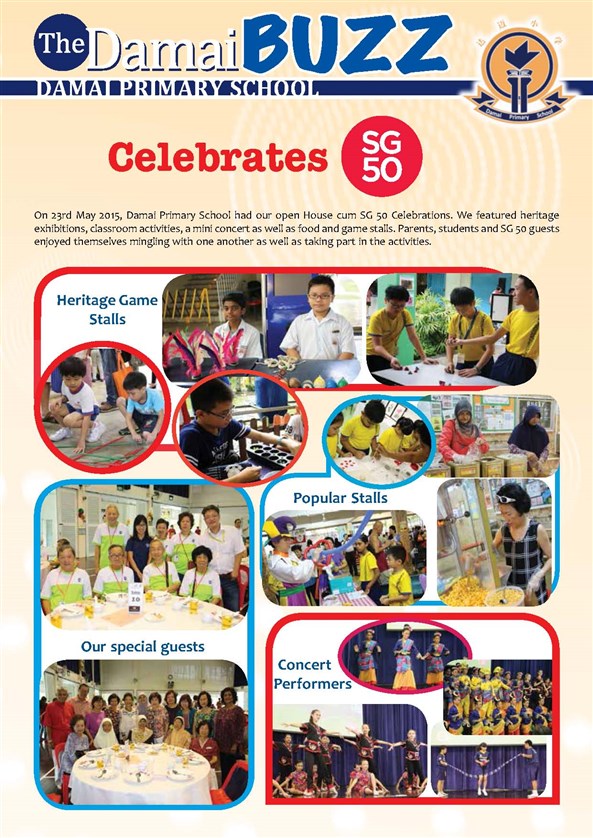 The Damai BUZZ
DAMAI PRIMARY SCHOOL
Damai Primary School
Celebrates SG
50
On 23rd May 2015, Damai Primary School had our open House cum SG 50 Celebrations. We featured heritage
exhibitions, classroom activities, a mini concert as well as food and game stalls. Parents, students and SG 50 guests
enjoyed themselves mingling with one another as well as taking part in the activities.
Heritage Game
Stalls
Popular Stalls
Our special guests
Concert
Performers